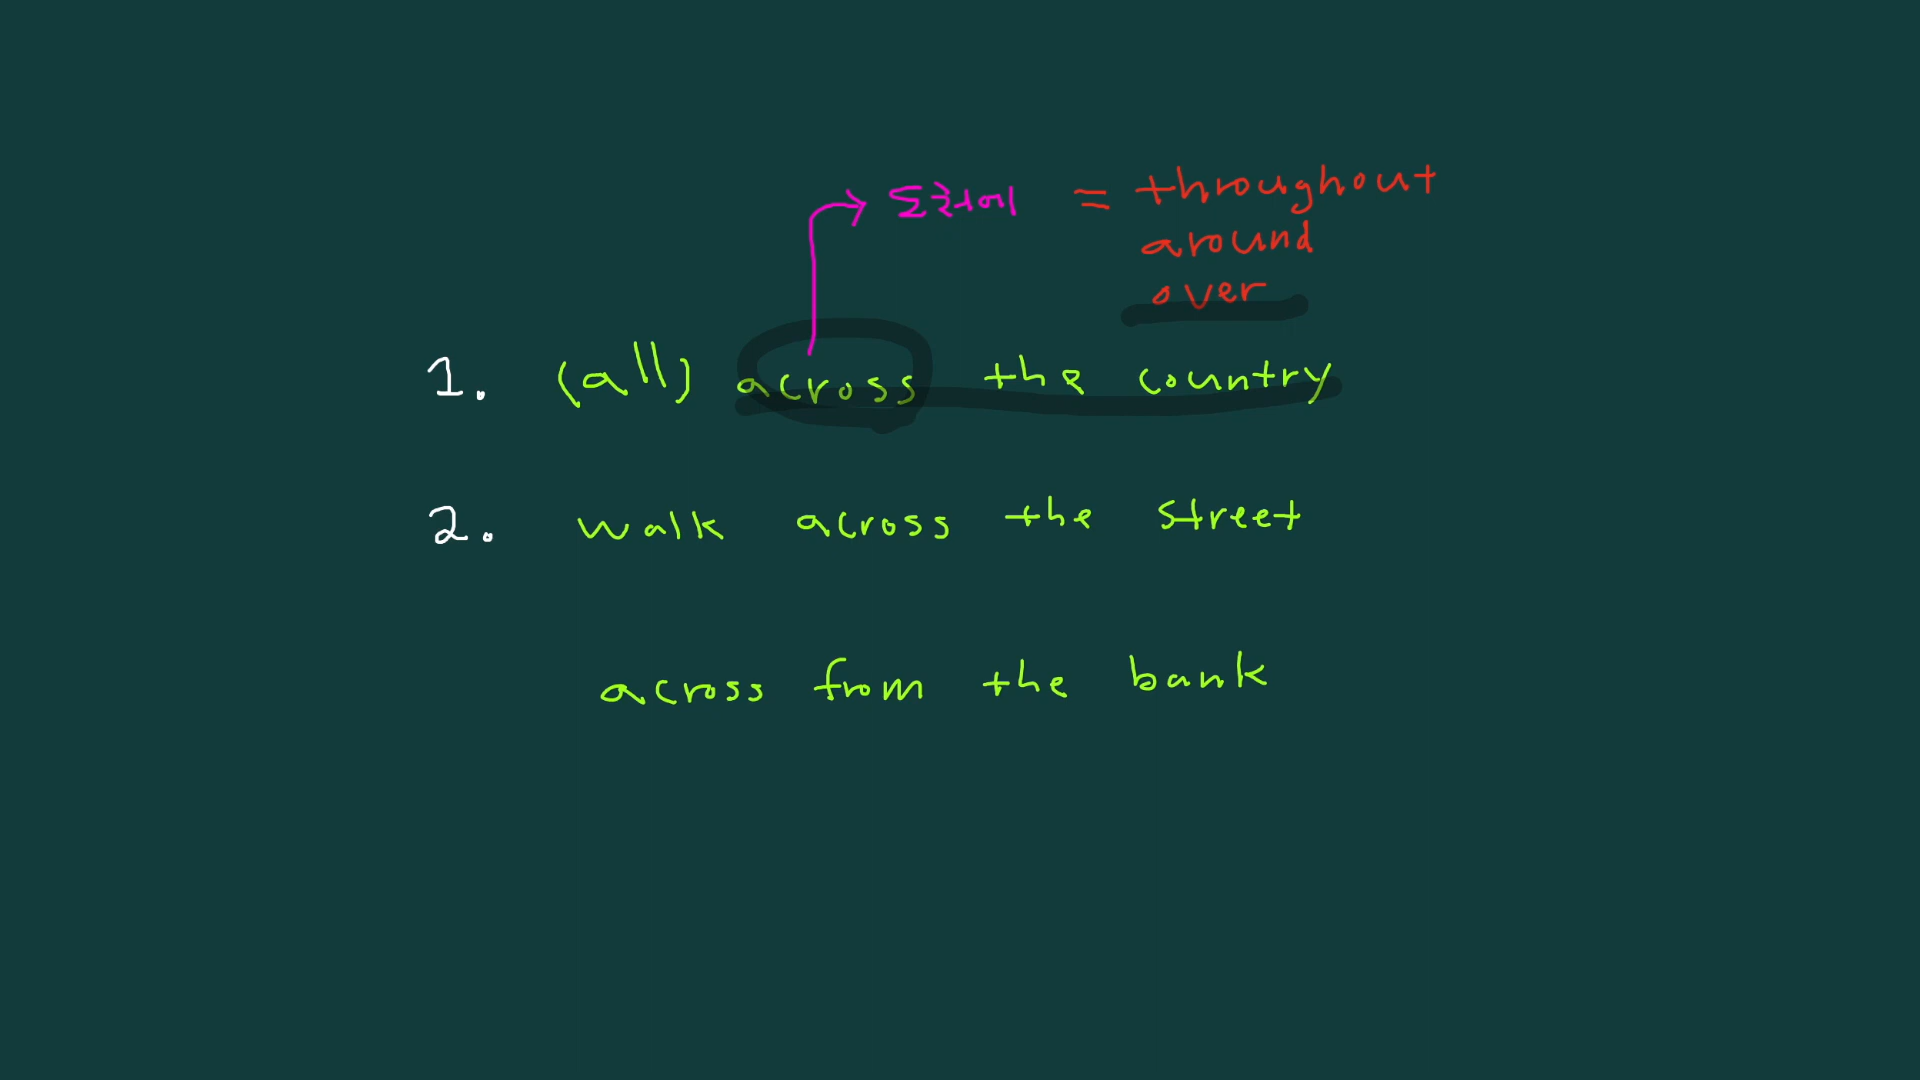 도처에 = throughout
around
over
1. (all) across the country
2. walk across the street
across from the bank